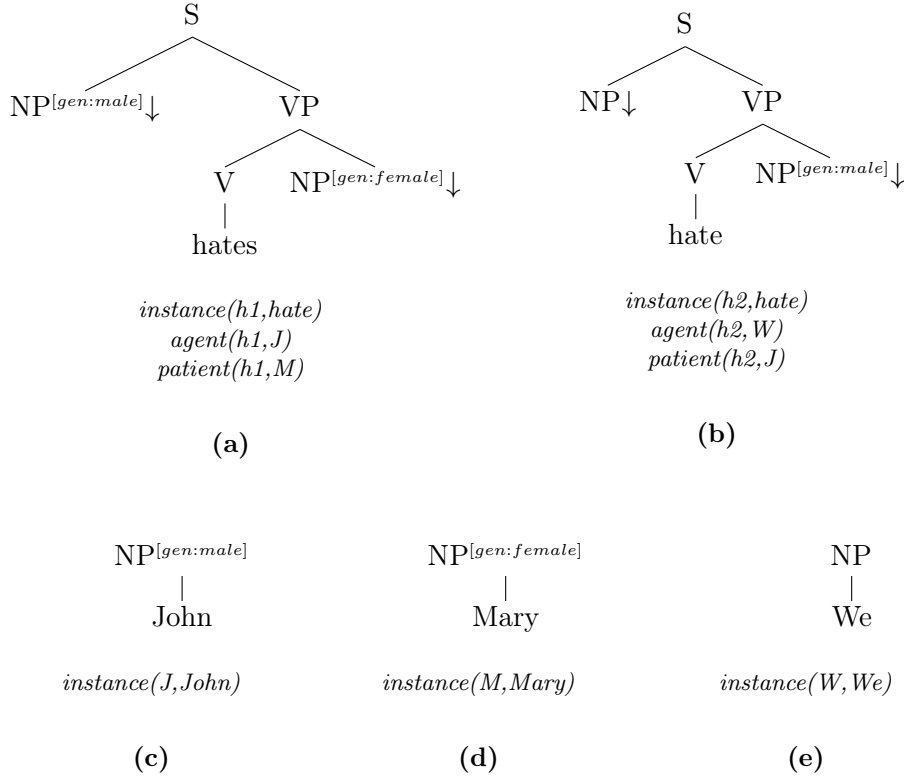 S
NP[gen:male]↓ VP
V NP[gen:female]↓
hates
instance(h1,hate)
agent(h1,J)
patient(h1,M)
(a)
S
NP↓ VP
V NP[gen:male]↓
hate
instance(h2,hate)
agent(h2,W)
patient(h2,J)
(b)
NP[gen:male]
John
instance(J,John)
(c)
NP[gen:female]
Mary
instance(M,Mary)
(d)
NP
We
instance(W,We)
(e)